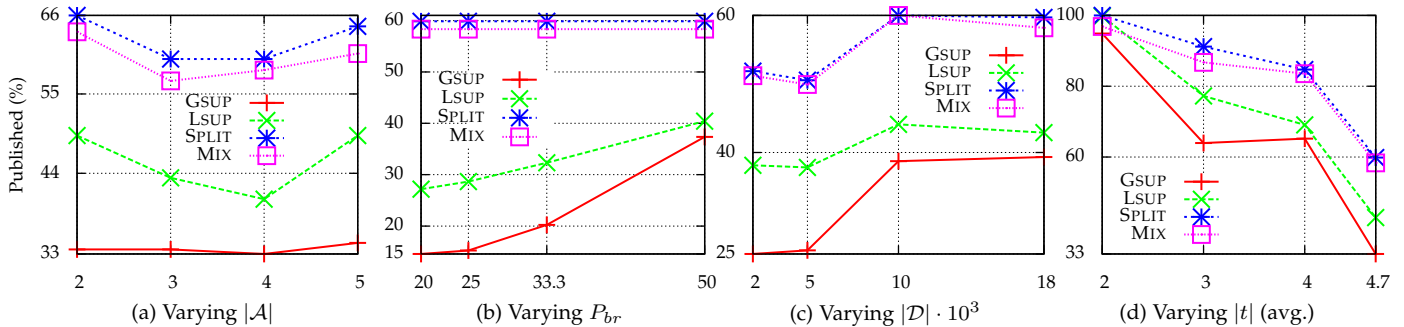 Published (%)
66
55
44
33
GSUP
LSUP
SPLIT
MIX
2 3 4 5
(a) Varying |𝒜|
60
50
40
30
20
15
GSUP
LSUP
SPLIT
MIX
20 25 33.3 50
(b) Varying P_br
60
40
25
GSUP
LSUP
SPLIT
MIX
2 5 10 18
(c) Varying |𝒟| · 10³
100
80
60
33
GSUP
LSUP
SPLIT
MIX
2 3 4 4.7
(d) Varying |t| (avg.)